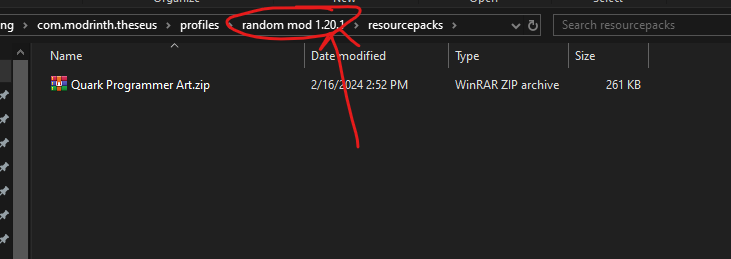 Organize
New
Open
Select
ng › com.modrinth.theseus › profiles › random mod 1.20.1 › resourcepacks
Search resourcepacks
Name Date modified Type Size
Quark Programmer Art.zip 2/16/2024 2:52 PM WinRAR ZIP archive 261 KB